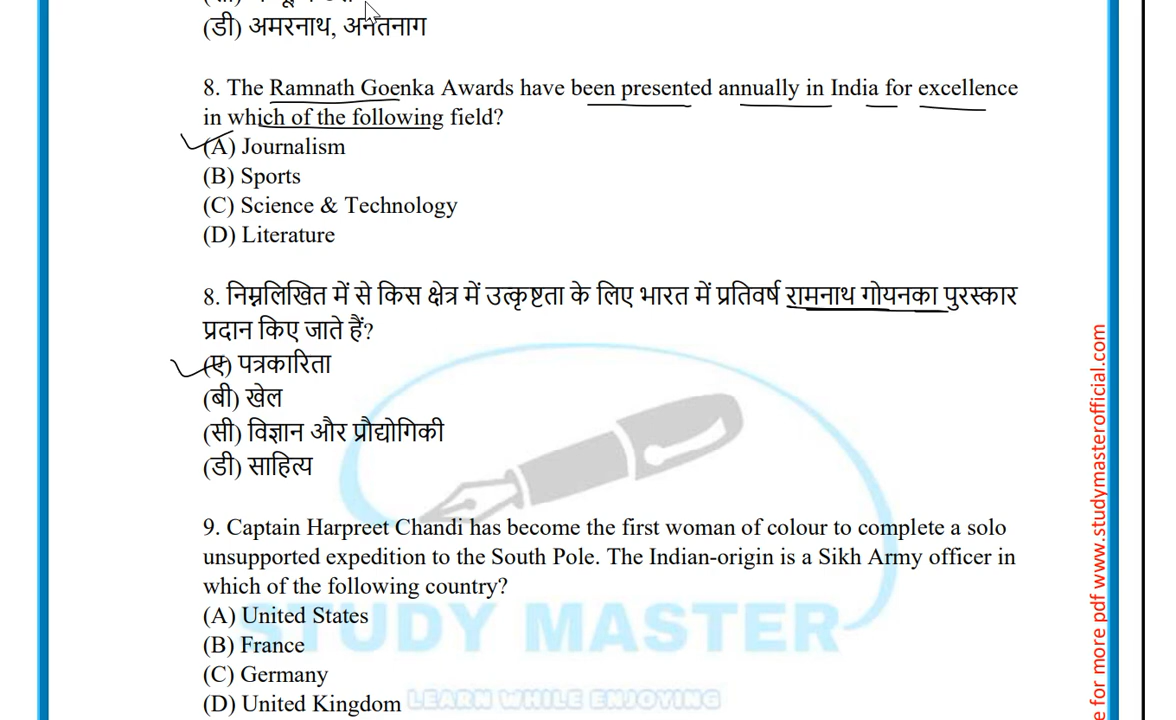 (डी) अमरनाथ, अनंतनाग
8. The Ramnath Goenka Awards have been presented annually in India for excellence
in which of the following field?
(A) Journalism
(B) Sports
(C) Science & Technology
(D) Literature
8. निम्नलिखित में से किस क्षेत्र में उत्कृष्टता के लिए भारत में प्रतिवर्ष रामनाथ गोयनका पुरस्कार
प्रदान किए जाते हैं?
(ए) पत्रकारिता
(बी) खेल
(सी) विज्ञान और प्रौद्योगिकी
(डी) साहित्य
9. Captain Harpreet Chandi has become the first woman of colour to complete a solo
unsupported expedition to the South Pole. The Indian-origin is a Sikh Army officer in
which of the following country?
(A) United States
(B) France
(C) Germany
(D) United Kingdom
STUDY MASTER
LEARN WHILE ENJOYING
e for more pdf www.studymasterofficial.com